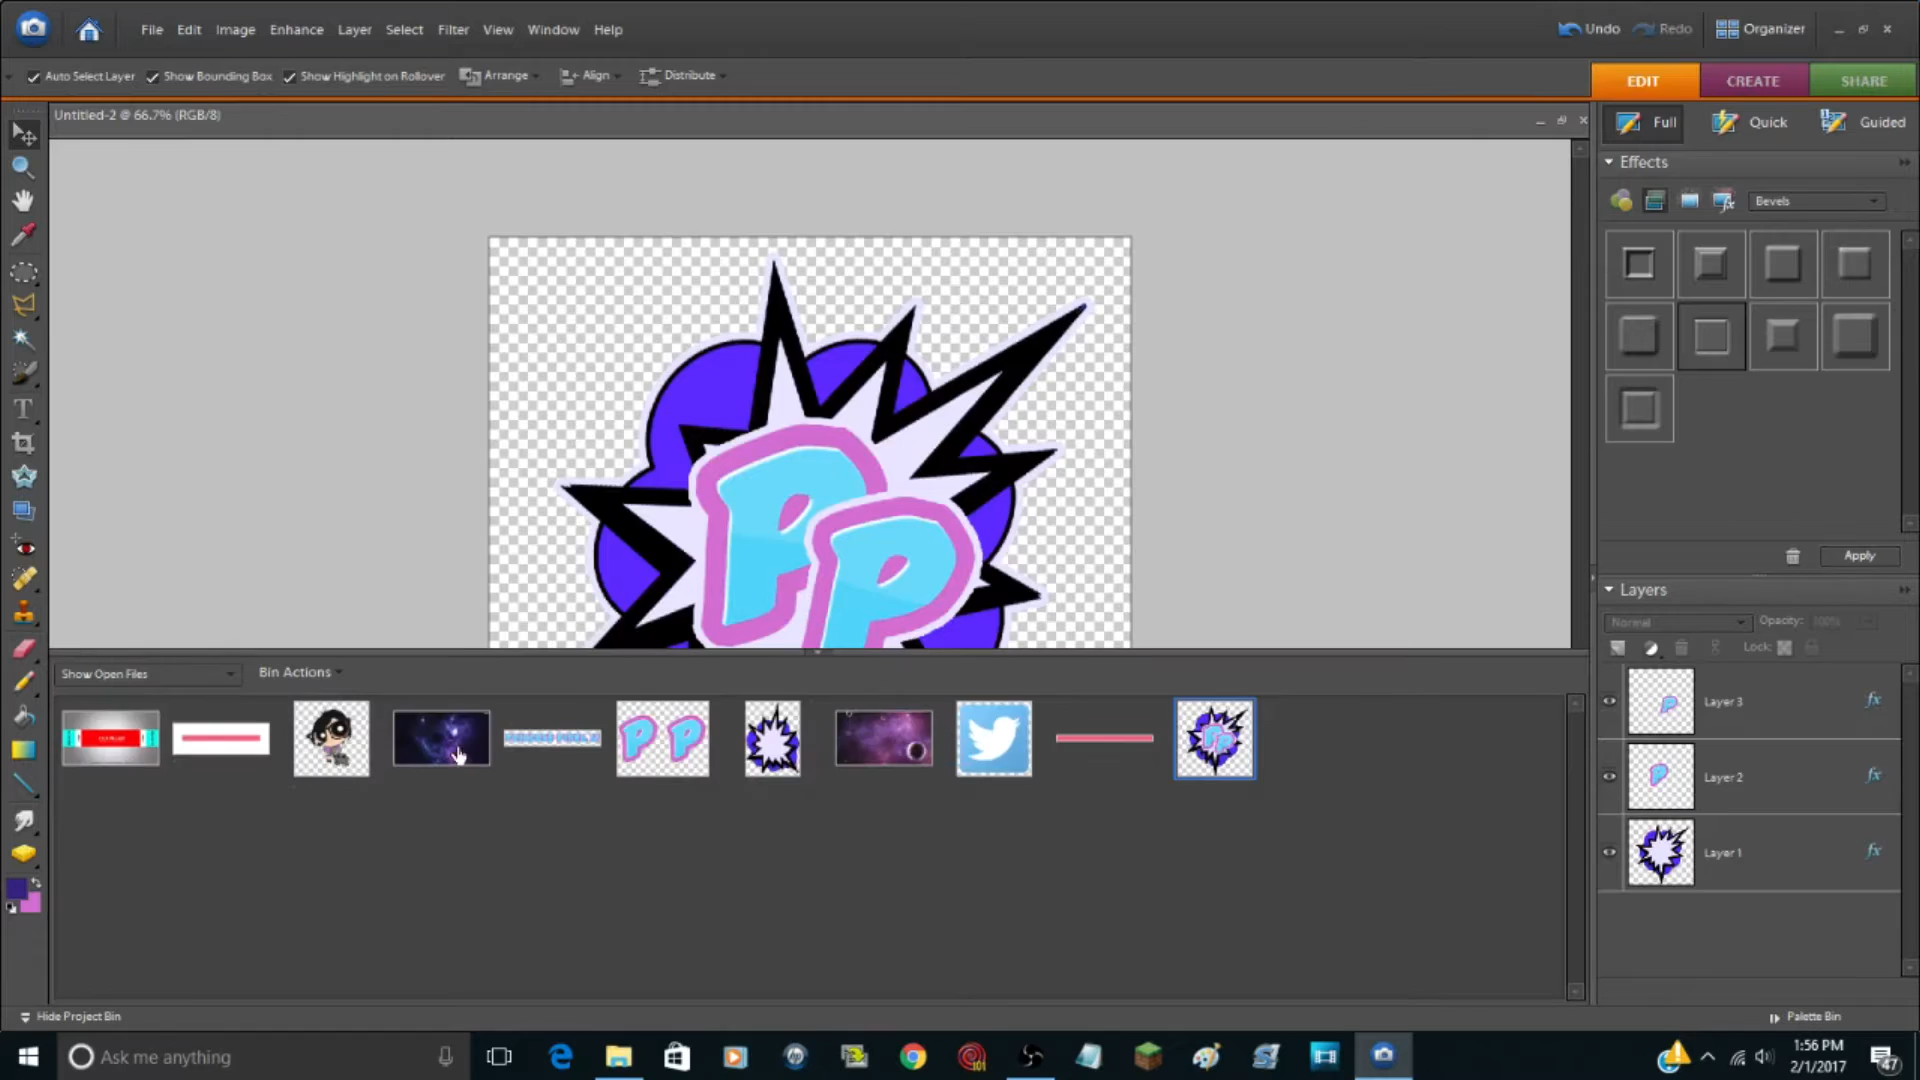 File Edit Image Enhance Layer Select Filter View Window Help
Undo Redo Organizer
Auto Select Layer Show Bounding Box Show Highlight on Rollover Arrange Align Distribute
EDIT CREATE SHARE
Untitled-2 @ 66.7% (RGB/8)
Full Quick Guided
Effects
Bevels
P
P
Apply
Layers
Normal Opacity: 100%
Lock:
Show Open Files Bin Actions
P P
Layer 3 fx
Layer 2 fx
Layer 1 fx
Hide Project Bin
Palette Bin
Ask me anything
1:56 PM
2/1/2017
47